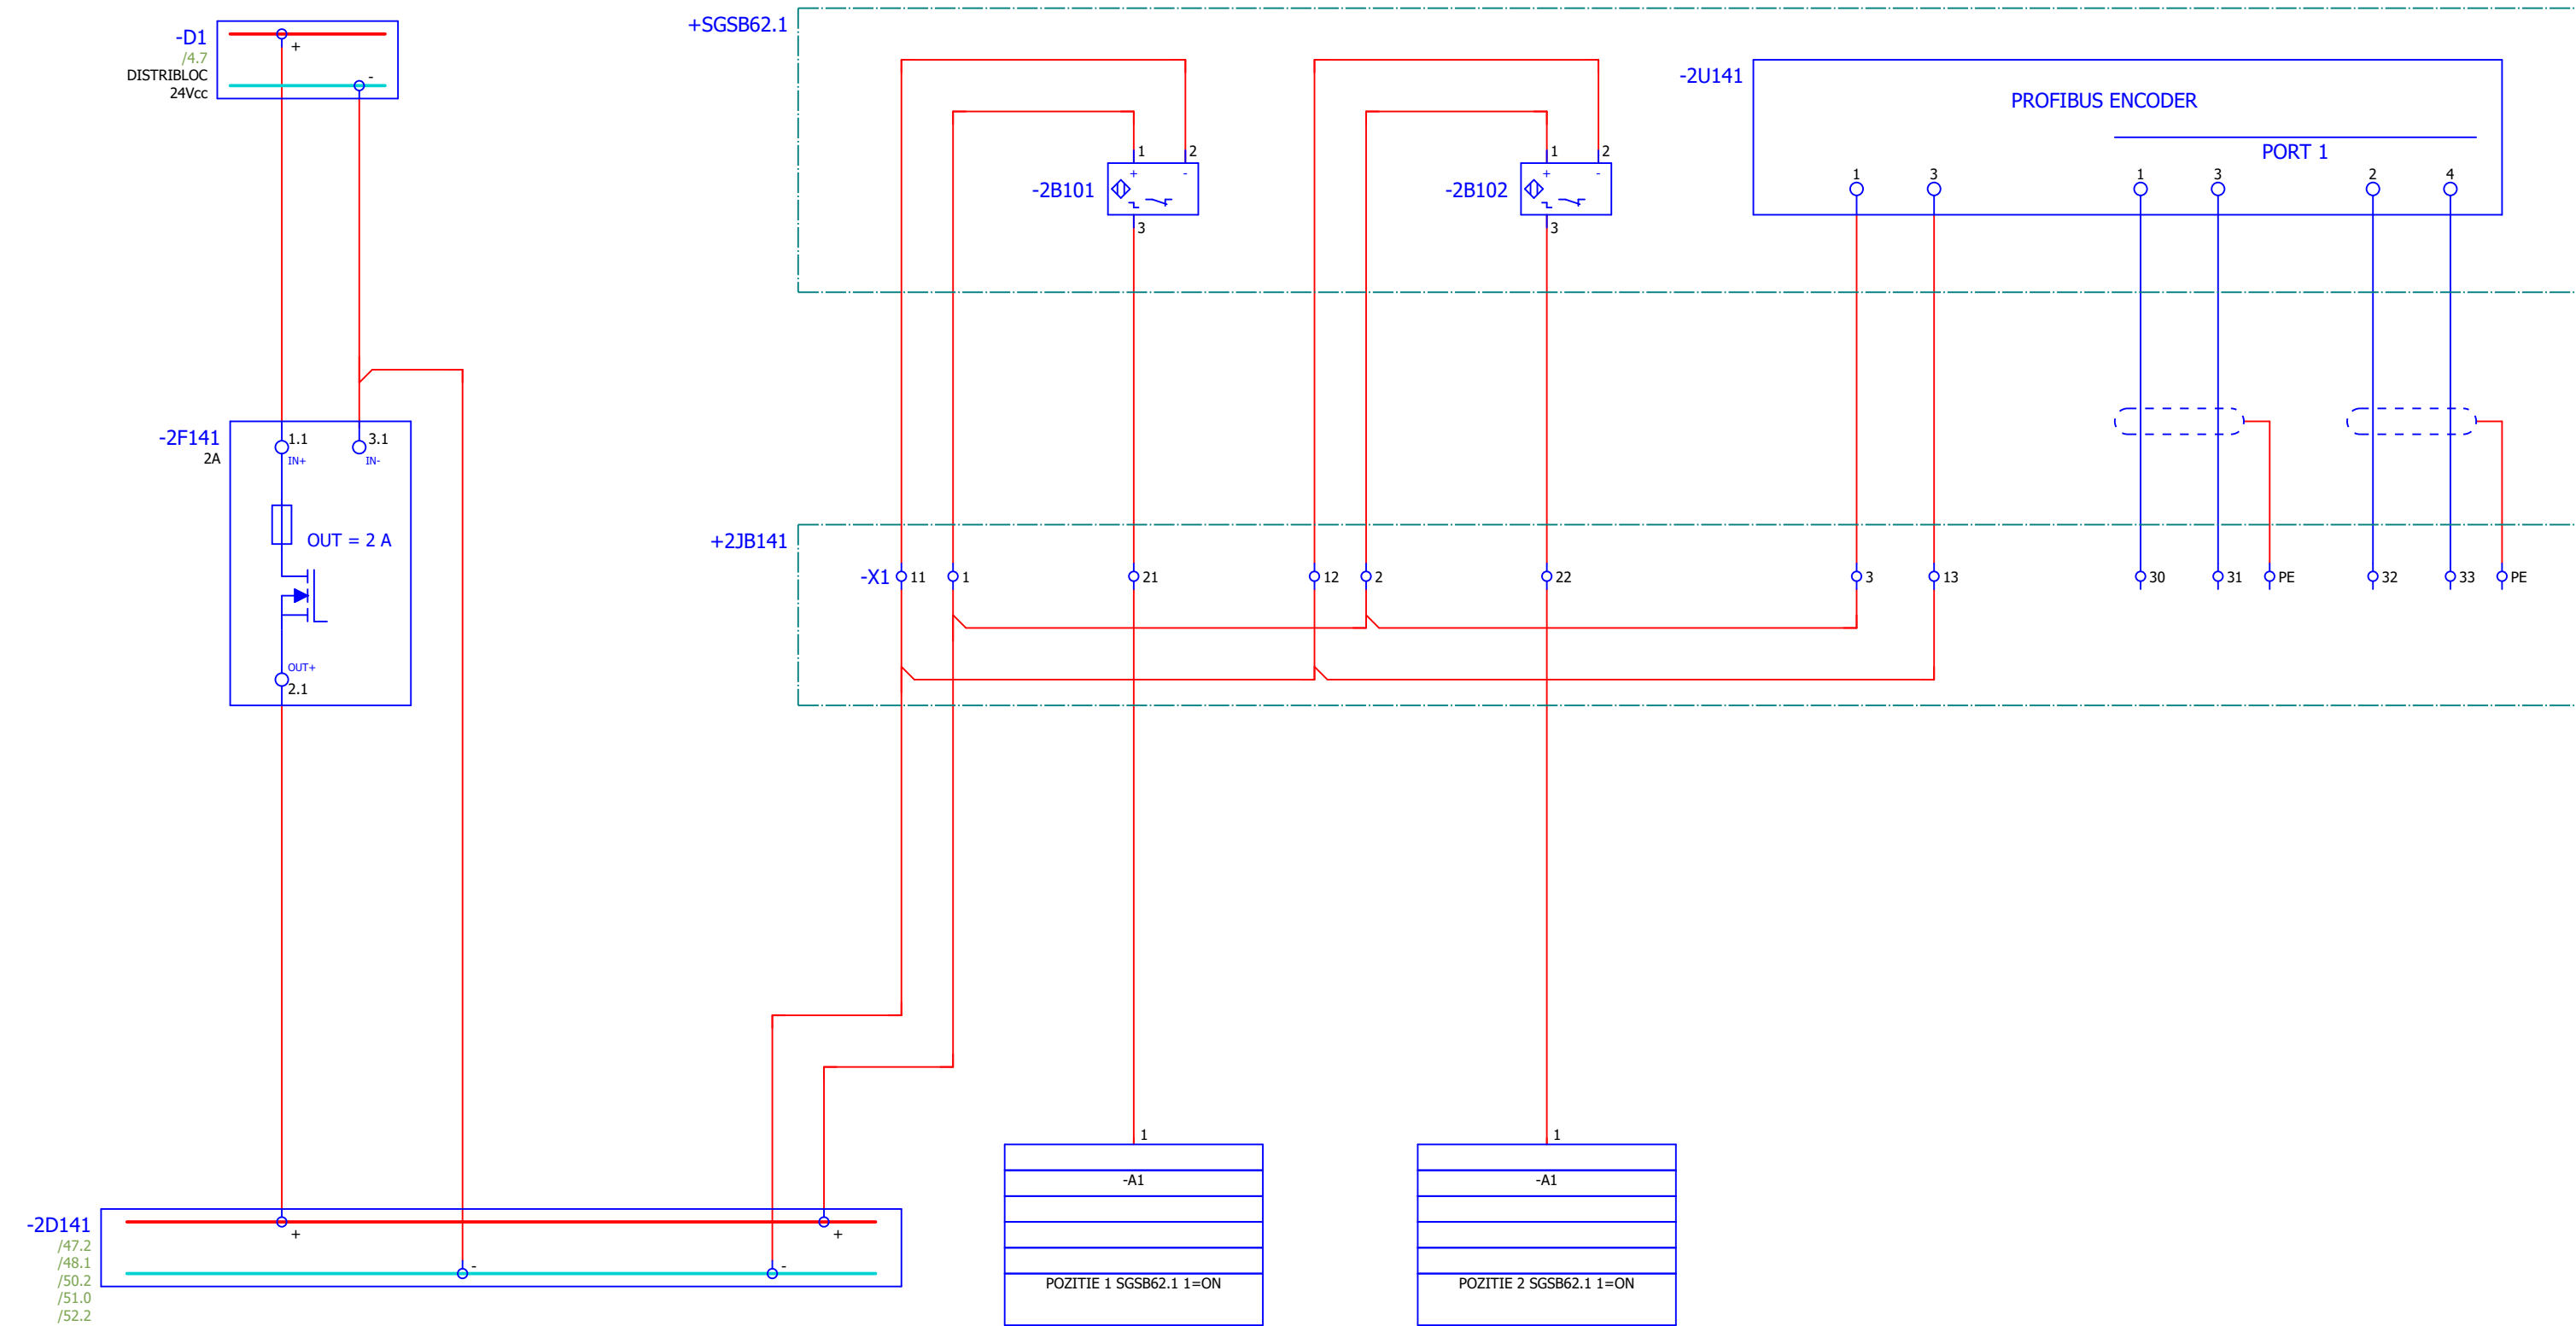 -D1
/4.7
DISTRIBLOC
24Vcc
+
-
+SGSB62.1
-2B101
1
2
+
-
3
-2B102
1
2
+
-
3
-2U141
PROFIBUS ENCODER
PORT 1
1
3
1
3
2
4
-2F141
2A
1.1
IN+
3.1
IN-
OUT = 2 A
OUT+
2.1
+2JB141
-X1
11
1
21
12
2
22
3
13
30
31
PE
32
33
PE
-2D141
/47.2
/48.1
/50.2
/51.0
/52.2
+
-
-
+
1
-A1
POZITIE 1 SGSB62.1 1=ON
1
-A1
POZITIE 2 SGSB62.1 1=ON